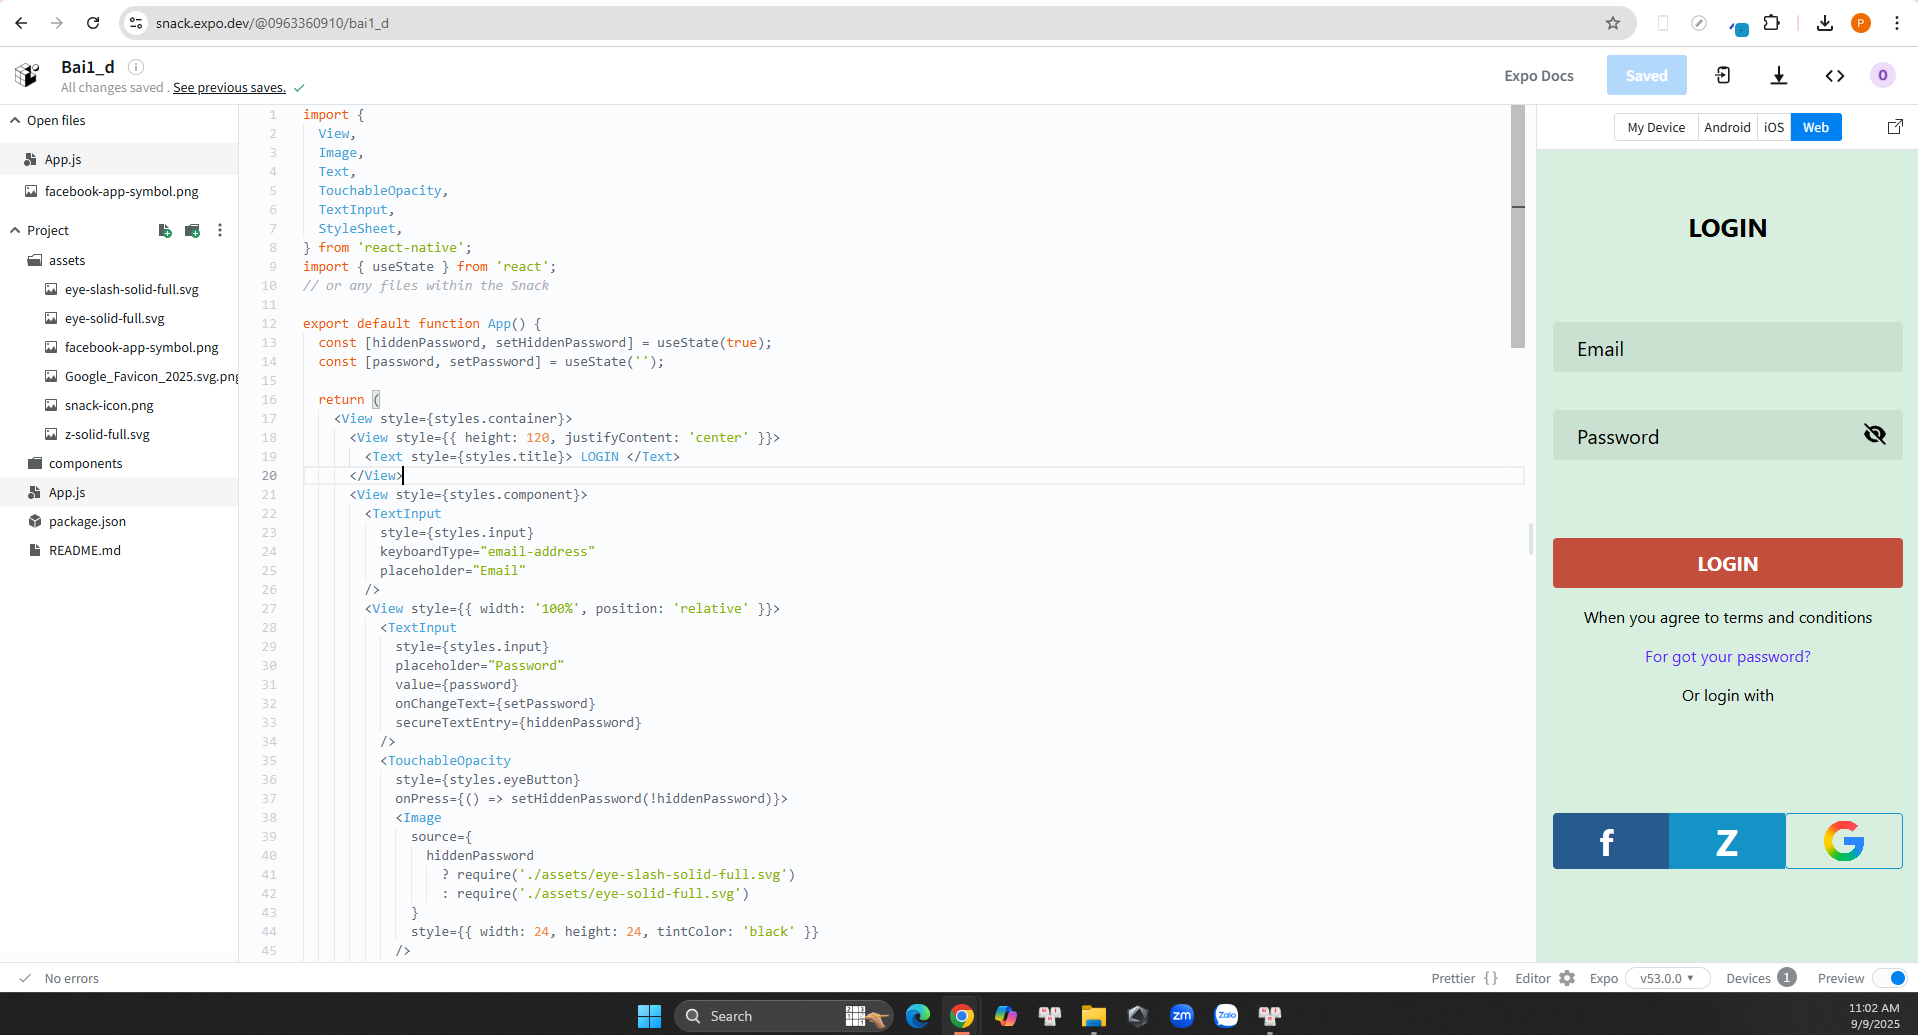 snack.expo.dev/@0963360910/bai1_d
P
Bai1_d
All changes saved . See previous saves.
Expo Docs
Saved
O
Open files
App.js
facebook-app-symbol.png
Project
assets
eye-slash-solid-full.svg
eye-solid-full.svg
facebook-app-symbol.png
Google_Favicon_2025.svg.png
snack-icon.png
z-solid-full.svg
components
App.js
package.json
README.md
1 import {
2 View,
3 Image,
4 Text,
5 TouchableOpacity,
6 TextInput,
7 StyleSheet,
8 } from 'react-native';
9 import { useState } from 'react';
10 // or any files within the Snack
11
12 export default function App() {
13 const [hiddenPassword, setHiddenPassword] = useState(true);
14 const [password, setPassword] = useState('');
15
16 return (
17 <View style={styles.container}>
18 <View style={{ height: 120, justifyContent: 'center' }}>
19 <Text style={styles.title}> LOGIN </Text>
20 </View>
21 <View style={styles.component}>
22 <TextInput
23 style={styles.input}
24 keyboardType="email-address"
25 placeholder="Email"
26 />
27 <View style={{ width: '100%', position: 'relative' }}>
28 <TextInput
29 style={styles.input}
30 placeholder="Password"
31 value={password}
32 onChangeText={setPassword}
33 secureTextEntry={hiddenPassword}
34 />
35 <TouchableOpacity
36 style={styles.eyeButton}
37 onPress={() => setHiddenPassword(!hiddenPassword)}>
38 <Image
39 source={
40 hiddenPassword
41 ? require('./assets/eye-slash-solid-full.svg')
42 : require('./assets/eye-solid-full.svg')
43 }
44 style={{ width: 24, height: 24, tintColor: 'black' }}
45 />
My Device Android iOS Web
LOGIN
Email
Password
LOGIN
When you agree to terms and conditions
For got your password?
Or login with
f Z G
No errors
Prettier {} Editor Expo v53.0.0 Devices 1 Preview
Search
zm
Zalo
11:02 AM
9/9/2025